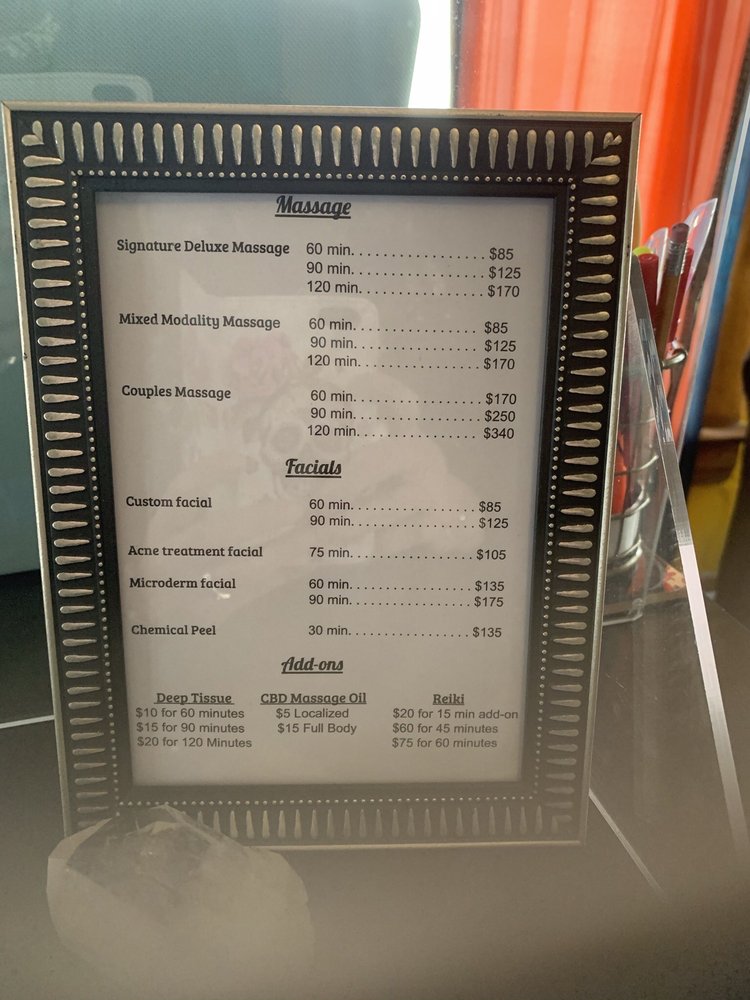 Massage
Signature Deluxe Massage 60 min. . . . . . . . . . . . . . . . . $85
90 min. . . . . . . . . . . . . . . . . $125
120 min. . . . . . . . . . . . . . . . $170
Mixed Modality Massage 60 min. . . . . . . . . . . . . . . . $85
90 min. . . . . . . . . . . . . . . . $125
120 min. . . . . . . . . . . . . . . $170
Couples Massage 60 min. . . . . . . . . . . . . . . . $170
90 min. . . . . . . . . . . . . . . . $250
120 min. . . . . . . . . . . . . . . $340
Facials
Custom facial 60 min. . . . . . . . . . . . . . . . $85
90 min. . . . . . . . . . . . . . . . $125
Acne treatment facial 75 min. . . . . . . . . . . . . . . . $105
Microderm facial 60 min. . . . . . . . . . . . . . . . $135
90 min. . . . . . . . . . . . . . . . $175
Chemical Peel 30 min. . . . . . . . . . . . . . . . $135
Add-ons
Deep Tissue CBD Massage Oil Reiki
$10 for 60 minutes $5 Localized $20 for 15 min add-on
$15 for 90 minutes $15 Full Body $60 for 45 minutes
$20 for 120 Minutes $75 for 60 minutes